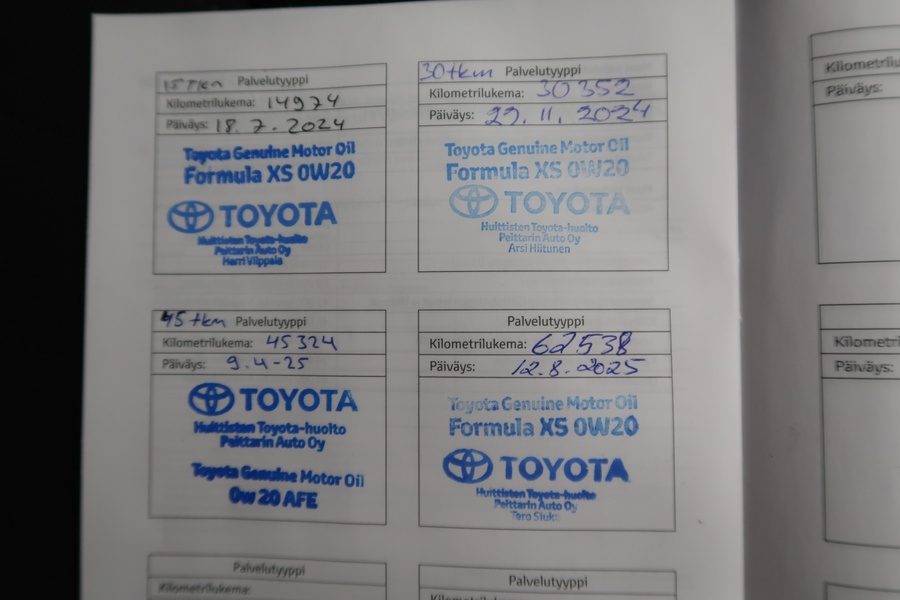 15 tkm Palvelutyyppi
Kilometrilukema: 14974
Päiväys: 18. 7. 2024
Toyota Genuine Motor Oil
Formula XS 0W20
TOYOTA
Huittisten Toyota-huolto
Pelttarin Auto Oy
Harri Vilppala
30 tkm Palvelutyyppi
Kilometrilukema: 30352
Päiväys: 29. 11. 2024
Toyota Genuine Motor Oil
Formula XS 0W20
TOYOTA
Huittisten Toyota-huolto
Pelttarin Auto Oy
Arsi Hiltunen
45 tkm Palvelutyyppi
Kilometrilukema: 45324
Päiväys: 9.4-25
TOYOTA
Huittisten Toyota-huolto
Pelttarin Auto Oy
Toyota Genuine Motor Oil
0w 20 AFE
Palvelutyyppi
Kilometrilukema: 62538
Päiväys: 12.8.2025
Toyota Genuine Motor Oil
Formula XS 0W20
TOYOTA
Huittisten Toyota-huolto
Pelttarin Auto Oy
Tero
Palvelutyyppi
Kilometrilukema:
Palvelutyyppi
Päiväys:
Päiväys: